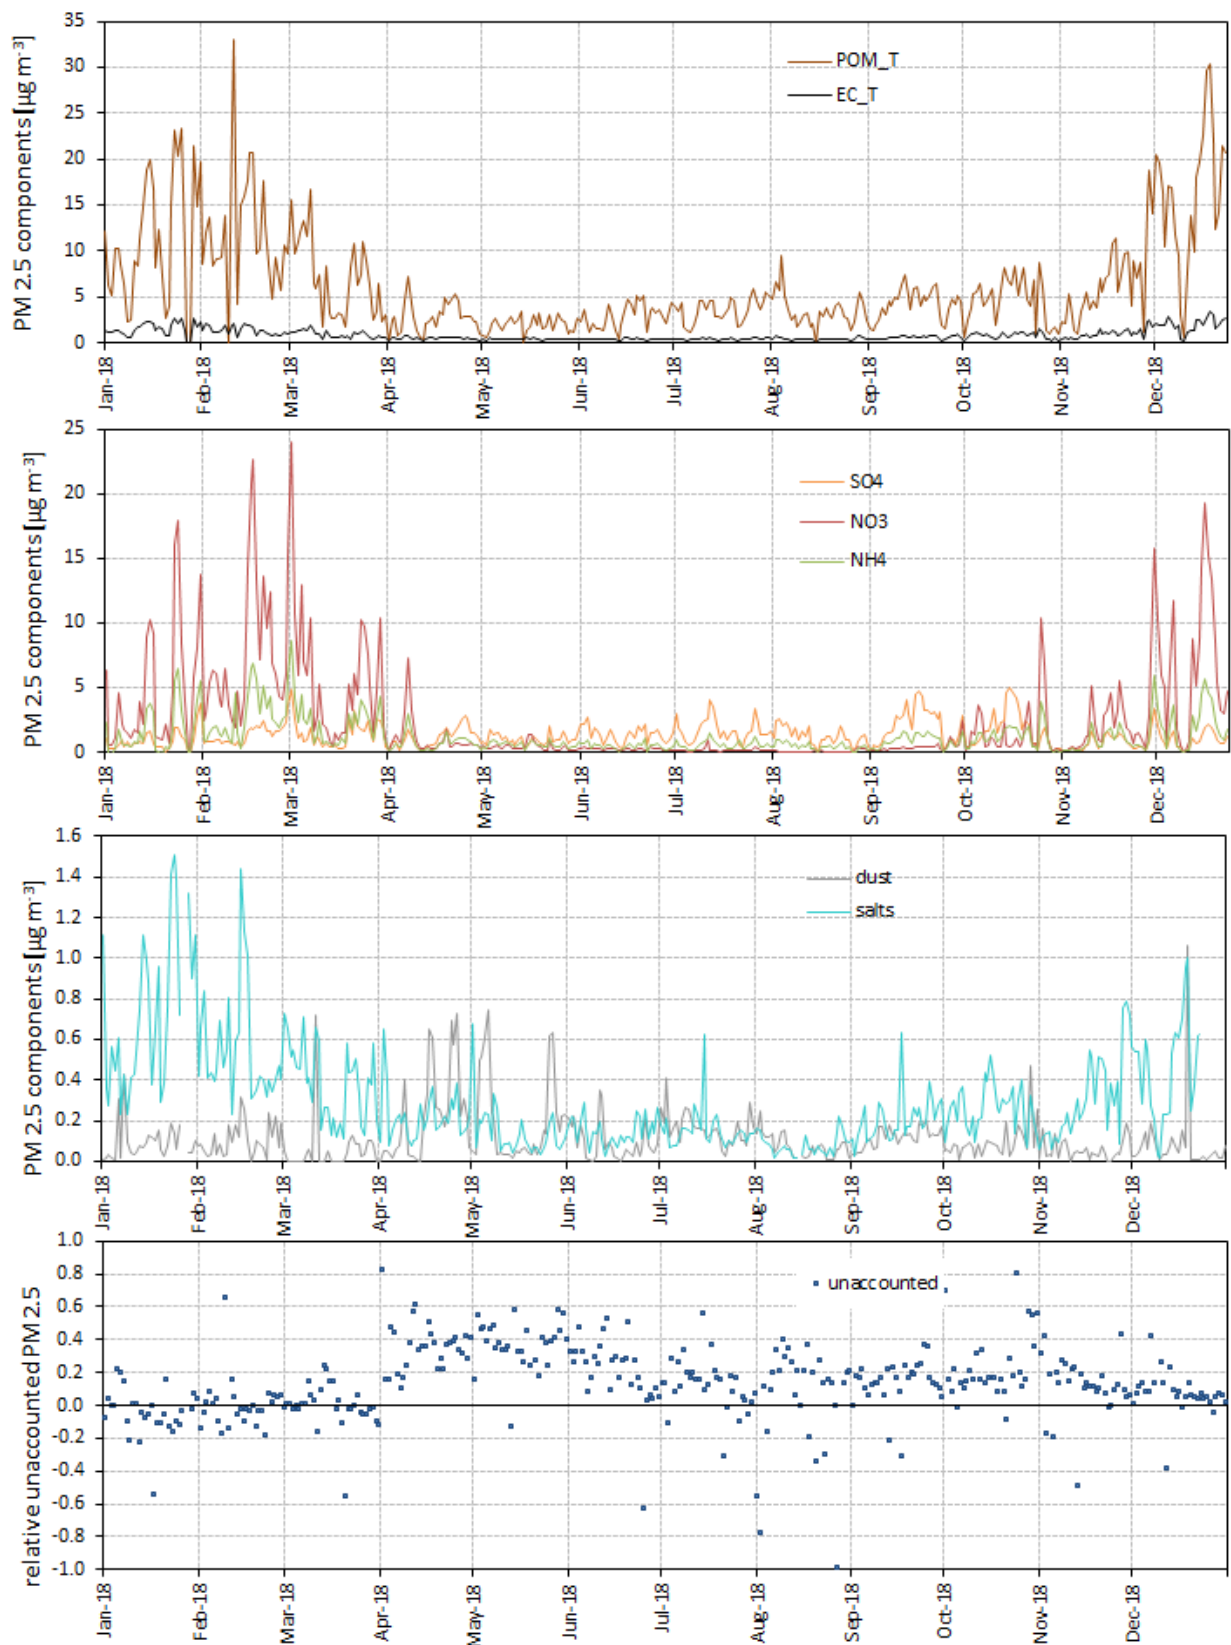 PM 2.5 components [µg m⁻³]
35
30
25
20
15
10
5
0
POM_T
EC_T
Jan-18 Feb-18 Mar-18 Apr-18 May-18 Jun-18 Jul-18 Aug-18 Sep-18 Oct-18 Nov-18 Dec-18
PM 2.5 components [µg m⁻³]
25
20
15
10
5
0
SO4
NO3
NH4
Jan-18 Feb-18 Mar-18 Apr-18 May-18 Jun-18 Jul-18 Aug-18 Sep-18 Oct-18 Nov-18 Dec-18
PM 2.5 components [µg m⁻³]
1.6
1.4
1.2
1.0
0.8
0.6
0.4
0.2
0.0
dust
salts
Jan-18 Feb-18 Mar-18 Apr-18 May-18 Jun-18 Jul-18 Aug-18 Sep-18 Oct-18 Nov-18 Dec-18
relative unaccounted PM 2.5
1.0
0.8
0.6
0.4
0.2
0.0
-0.2
-0.4
-0.6
-0.8
-1.0
unaccounted
Jan-18 Feb-18 Mar-18 Apr-18 May-18 Jun-18 Jul-18 Aug-18 Sep-18 Oct-18 Nov-18 Dec-18